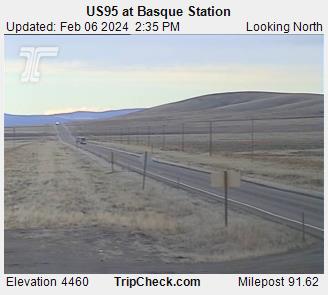 US95 at Basque Station
Updated: Feb 06 2024 2:35 PM Looking North
Elevation 4460 TripCheck.com Milepost 91.62